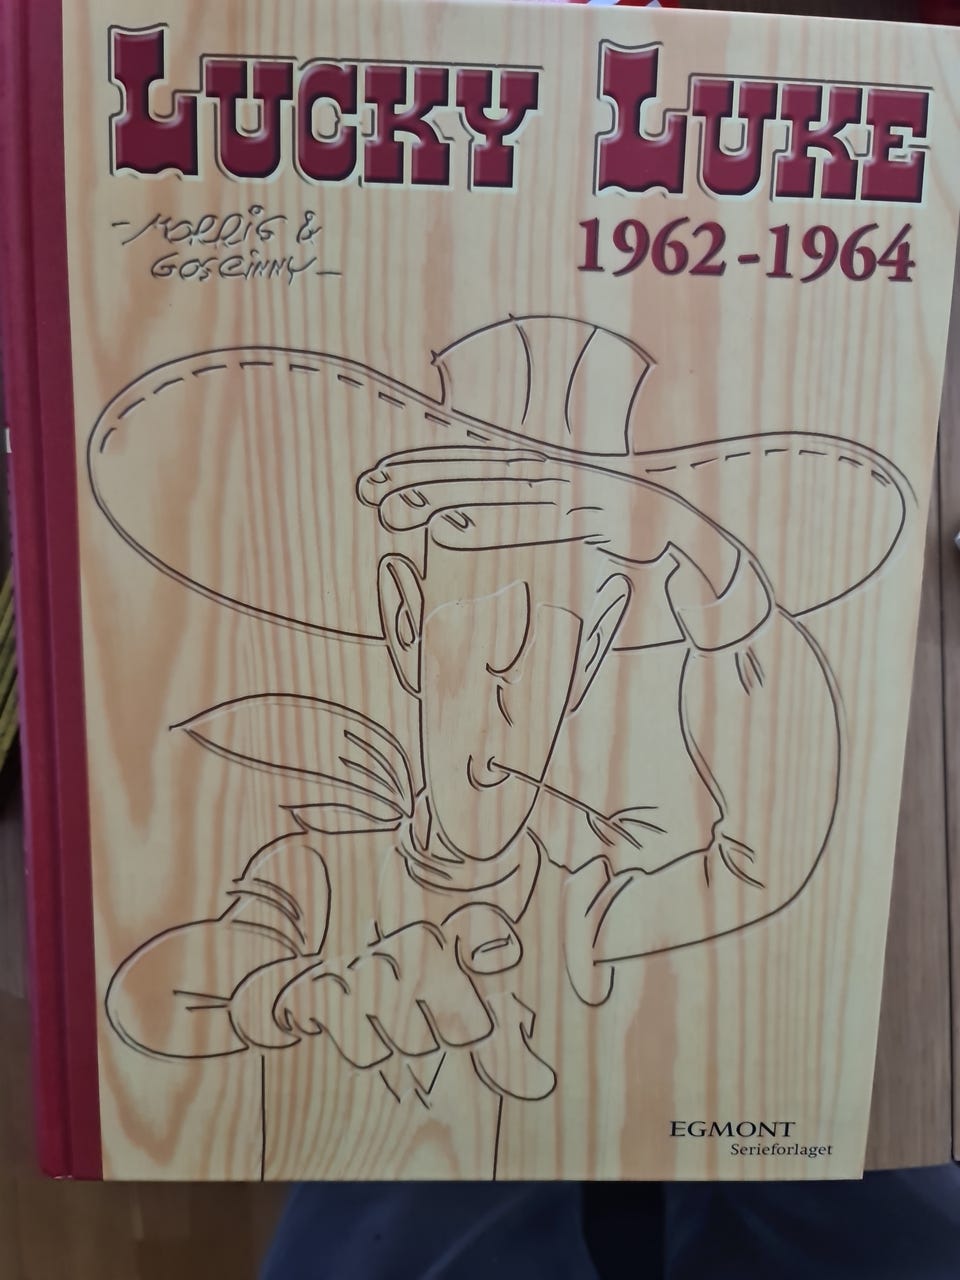 LUCKY LUKE
-MORRIS &
GOSCINNY-
1962-1964
EGMONT
Serieforlaget